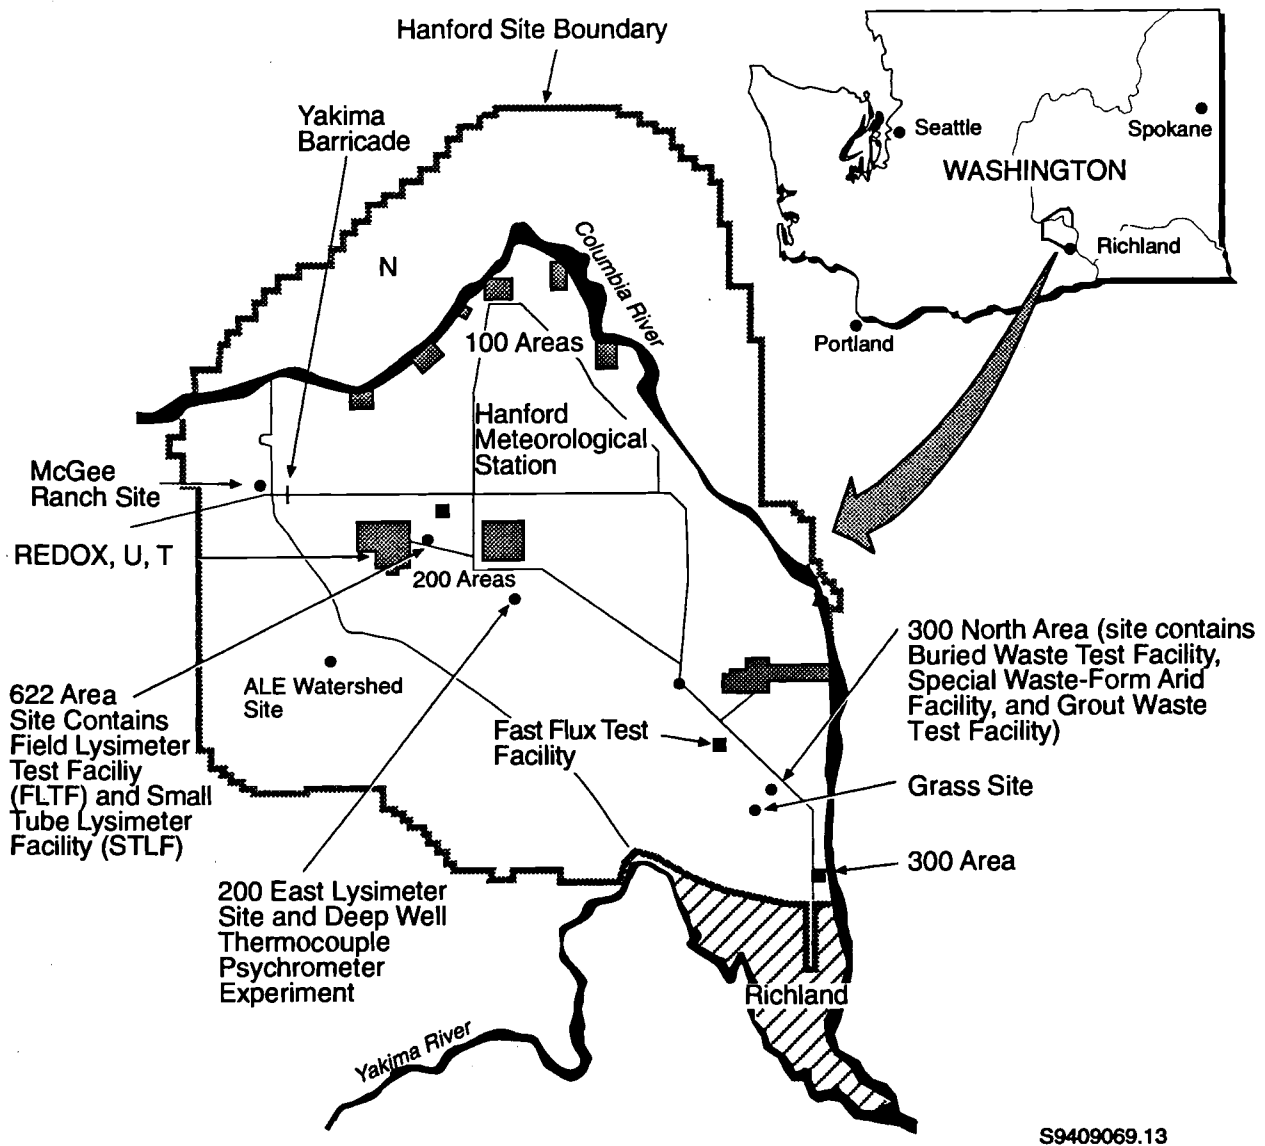 Hanford Site Boundary
Yakima
Barricade
Seattle
Spokane
WASHINGTON
Richland
Portland
N
Columbia River
100 Areas
Hanford
Meteorological
Station
McGee
Ranch Site
REDOX, U, T
200 Areas
622 Area
Site Contains
Field Lysimeter
Test Faciliy
(FLTF) and Small
Tube Lysimeter
Facility (STLF)
ALE Watershed
Site
Fast Flux Test
Facility
300 North Area (site contains
Buried Waste Test Facility,
Special Waste-Form Arid
Facility, and Grout Waste
Test Facility)
Grass Site
300 Area
200 East Lysimeter
Site and Deep Well
Thermocouple
Psychrometer
Experiment
Richland
Yakima River
S9409069.13